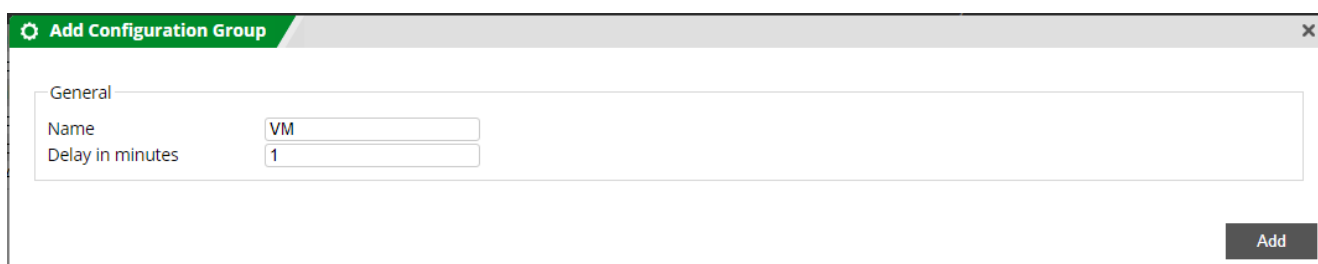 Add Configuration Group
General
Name VM
Delay in minutes 1
Add